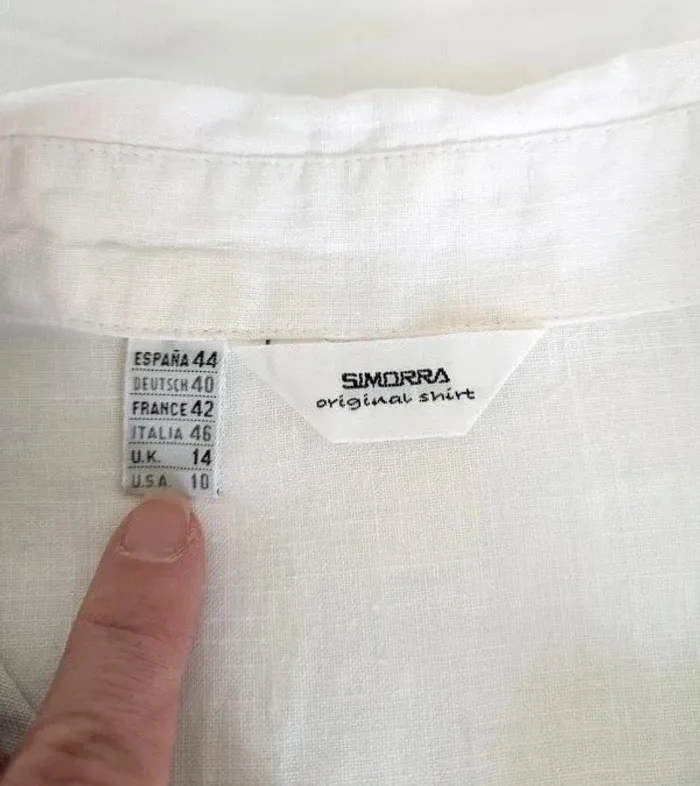 ESPAÑA 44
DEUTSCH 40
FRANCE 42
ITALIA 46
U.K. 14
U.S.A. 10
SIMORRA
original shirt